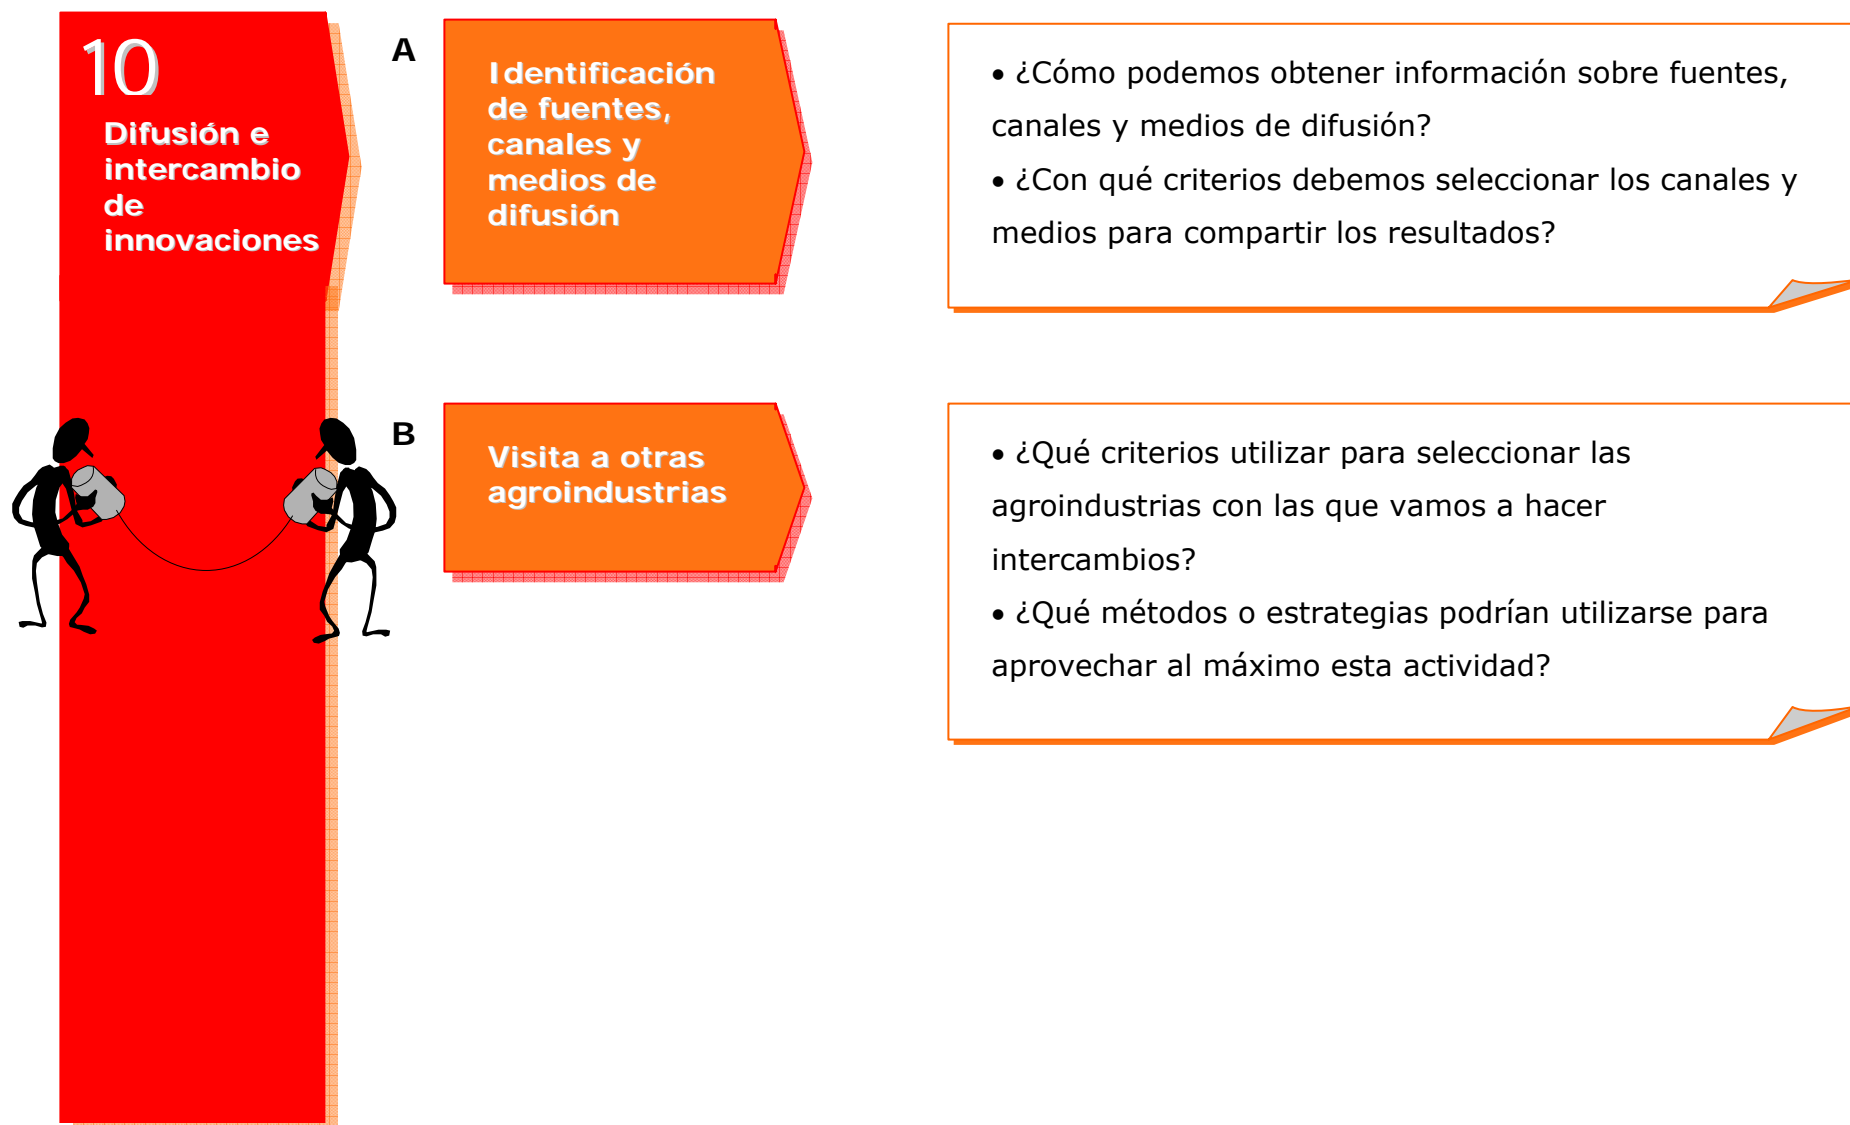 10
Difusión e
intercambio
de
innovaciones
A
Identificación
de fuentes,
canales y
medios de
difusión
• ¿Cómo podemos obtener información sobre fuentes,
canales y medios de difusión?
• ¿Con qué criterios debemos seleccionar los canales y
medios para compartir los resultados?
B
Visita a otras
agroindustrias
• ¿Qué criterios utilizar para seleccionar las
agroindustrias con las que vamos a hacer
intercambios?
• ¿Qué métodos o estrategias podrían utilizarse para
aprovechar al máximo esta actividad?